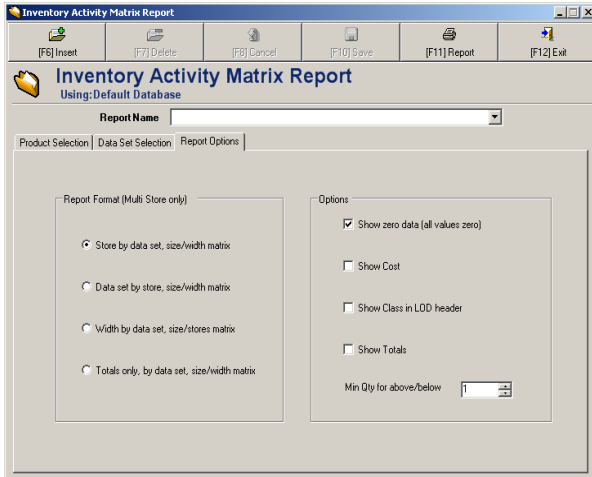 Inventory Activity Matrix Report
[F6] Insert [F7] Delete [F8] Cancel [F10] Save [F11] Report [F12] Exit
Inventory Activity Matrix Report
Using:Default Database
Report Name
Product Selection Data Set Selection Report Options
Report Format (Multi Store only)
Store by data set, size/width matrix
Data set by store, size/width matrix
Width by data set, size/stores matrix
Totals only, by data set, size/width matrix
Options
Show zero data (all values zero)
Show Cost
Show Class in LOD header
Show Totals
Min Qty for above/below 1